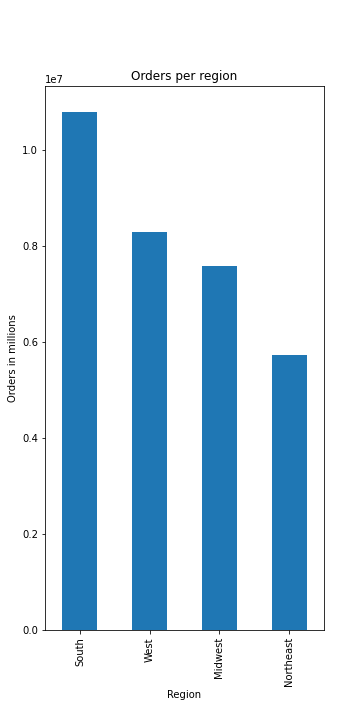 Orders per region
1e7
1.0
0.8
0.6
0.4
0.2
0.0
Orders in millions
South
West
Midwest
Northeast
Region